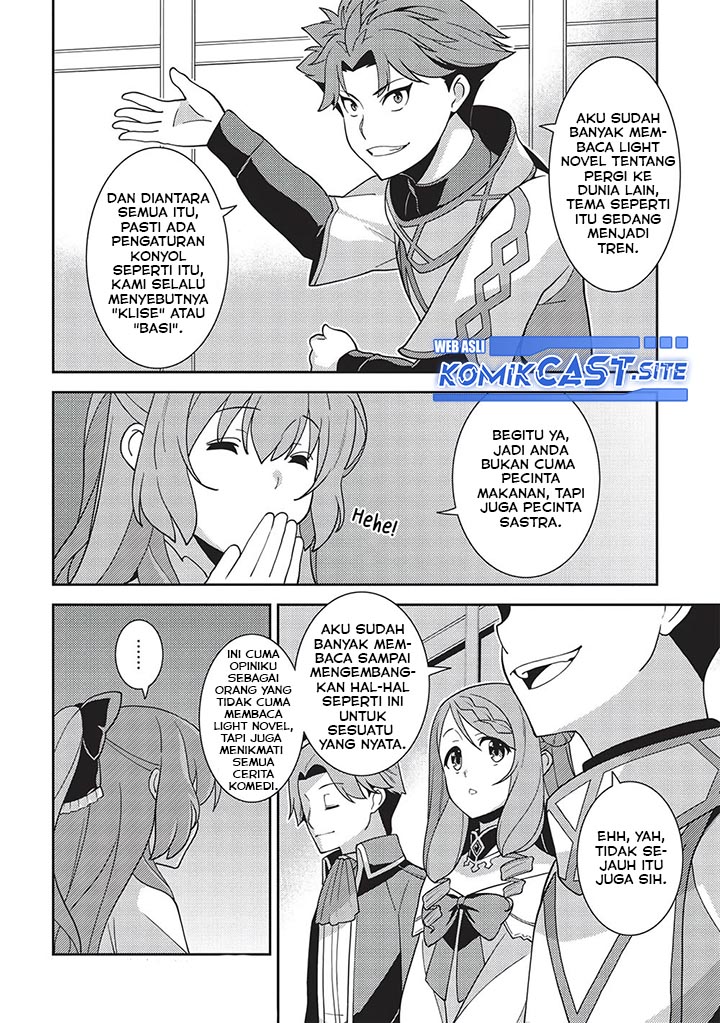 AKU SUDAH
BANYAK MEM-
BACA LIGHT
NOVEL TENTANG
PERGI KE
DUNIA LAIN,
TEMA SEPERTI
ITU SEDANG
MENJADI
TREN.
DAN DIANTARA
SEMUA ITU,
PASTI ADA
PENGATURAN
KONYOL
SEPERTI ITU,
KAMI SELALU
MENYEBUTNYA
"KLISE" ATAU
"BASI".
WEB ASLI
KOMIKCAST.SITE
BEGITU YA,
JADI ANDA
BUKAN CUMA
PECINTA
MAKANAN, TAPI
JUGA PECINTA
SASTRA.
Hehe!
EHH, YAH,
TIDAK SE-
JAUH ITU
JUGA SIH.
AKU SUDAH
BANYAK MEM-
BACA SAMPAI
MENGEMBANG-
KAN HAL-HAL
SEPERTI INI
UNTUK
SESUATU
YANG NYATA.
INI CUMA
OPINIKU
SEBAGAI
ORANG YANG
TIDAK CUMA
MEMBACA
LIGHT NOVEL,
TAPI JUGA
MENIKMATI
SEMUA
CERITA
KOMEDI.
......